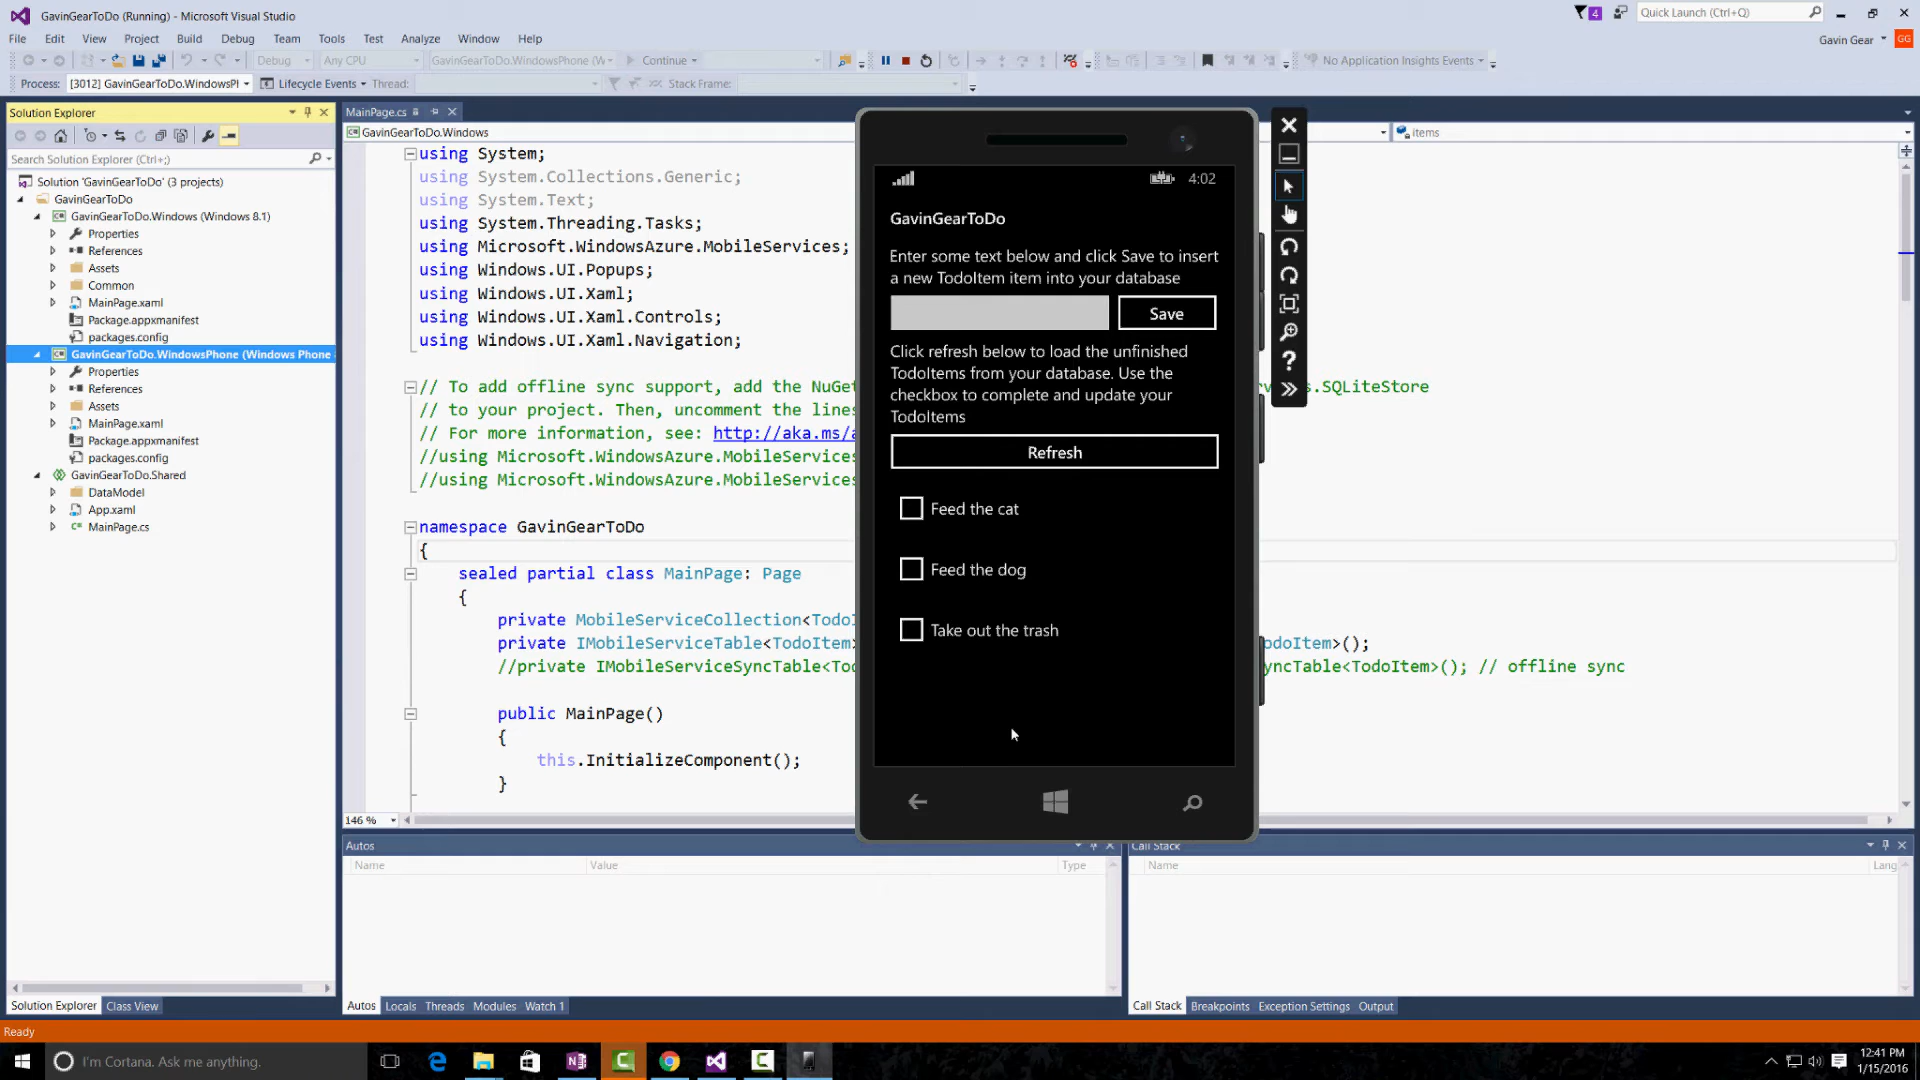 GavinGearToDo (Running) - Microsoft Visual Studio
4
Quick Launch (Ctrl+Q)
File Edit View Project Build Debug Team Tools Test Analyze Window Help
Gavin Gear
GG
Debug Any CPU GavinGearToDo.WindowsPhone (W Continue No Application Insights Events
Process: [3012] GavinGearToDo.WindowsPl Lifecycle Events Thread: Stack Frame:
Solution Explorer
Search Solution Explorer (Ctrl+;)
Solution 'GavinGearToDo' (3 projects)
GavinGearToDo
GavinGearToDo.Windows (Windows 8.1)
Properties
References
Assets
Common
MainPage.xaml
Package.appxmanifest
packages.config
GavinGearToDo.WindowsPhone (Windows Phone
Properties
References
Assets
MainPage.xaml
Package.appxmanifest
packages.config
GavinGearToDo.Shared
DataModel
App.xaml
MainPage.cs
Solution Explorer Class View
MainPage.cs
GavinGearToDo.Windows
items
using System;
using System.Collections.Generic;
using System.Text;
using System.Threading.Tasks;
using Microsoft.WindowsAzure.MobileServices;
using Windows.UI.Popups;
using Windows.UI.Xaml;
using Windows.UI.Xaml.Controls;
using Windows.UI.Xaml.Navigation;
// To add offline sync support, add the NuGet s.SQLiteStore
// to your project. Then, uncomment the lines
// For more information, see: http://aka.ms/a
//using Microsoft.WindowsAzure.MobileServices
//using Microsoft.WindowsAzure.MobileServices
namespace GavinGearToDo
{
sealed partial class MainPage: Page
{
private MobileServiceCollection<TodoI
private IMobileServiceTable<TodoItem> odoItem>();
//private IMobileServiceSyncTable<Tod yncTable<TodoItem>(); // offline sync
public MainPage()
{
this.InitializeComponent();
}
146 %
4:02
GavinGearToDo
Enter some text below and click Save to insert
a new TodoItem item into your database
Save
Click refresh below to load the unfinished
TodoItems from your database. Use the
checkbox to complete and update your
TodoItems
Refresh
Feed the cat
Feed the dog
Take out the trash
Autos
Name Value Type
Autos Locals Threads Modules Watch 1
Call Stack
Name Lang
Call Stack Breakpoints Exception Settings Output
Ready
I'm Cortana. Ask me anything.
12:41 PM
1/15/2016